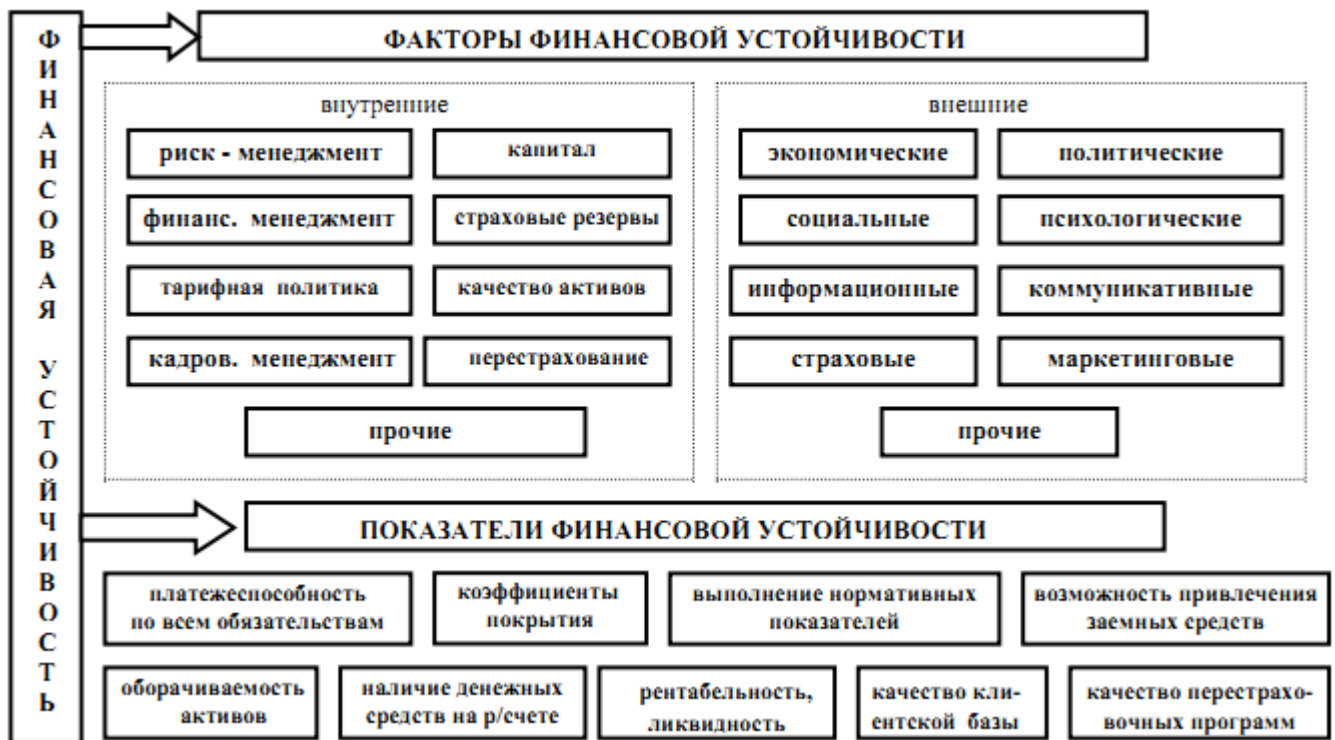 ФИНАНСОВАЯ УСТОЙЧИВОСТЬ
ФАКТОРЫ ФИНАНСОВОЙ УСТОЙЧИВОСТИ
внутренние
риск - менеджмент
капитал
финанс. менеджмент
страховые резервы
тарифная политика
качество активов
кадров. менеджмент
перестрахование
прочие
внешние
экономические
политические
социальные
психологические
информационные
коммуникативные
страховые
маркетинговые
прочие
ПОКАЗАТЕЛИ ФИНАНСОВОЙ УСТОЙЧИВОСТИ
платежеспособность
по всем обязательствам
коэффициенты
покрытия
выполнение нормативных
показателей
возможность привлечения
заемных средств
оборачиваемость
активов
наличие денежных
средств на р/счете
рентабельность,
ликвидность
качество кли-
ентской базы
качество перестрахо-
вочных программ